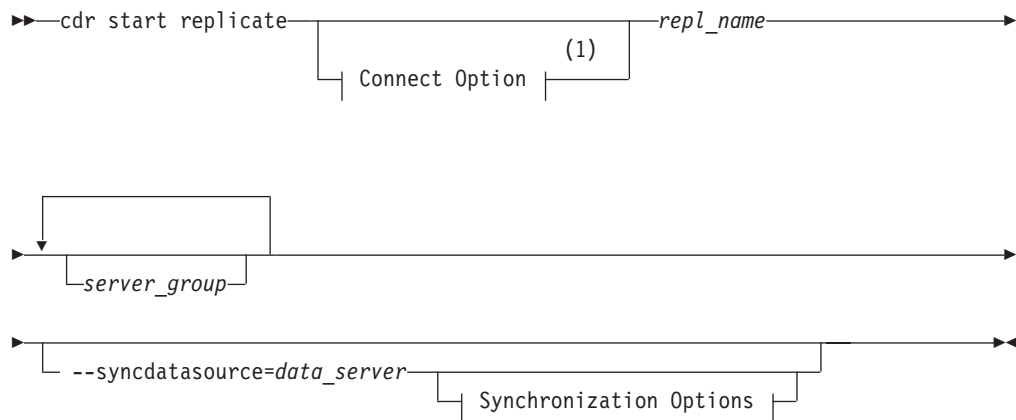 cdr start replicate repl_name
(1)
Connect Option
server_group
--syncdatasource=data_server
Synchronization Options